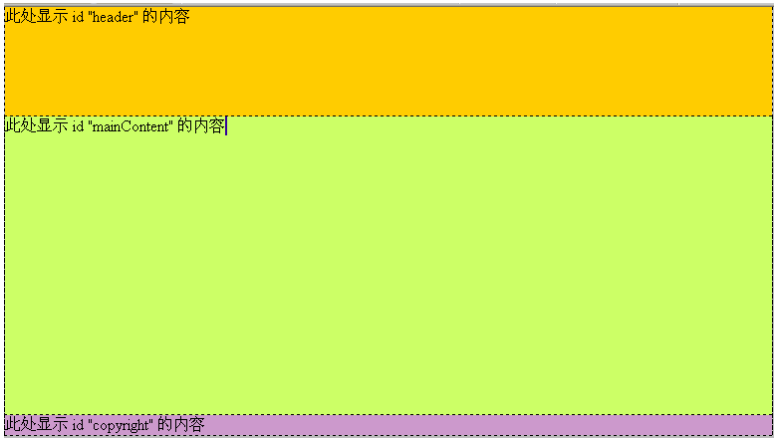 此处显示 id "header" 的内容
此处显示 id "mainContent" 的内容
此处显示 id "copyright" 的内容